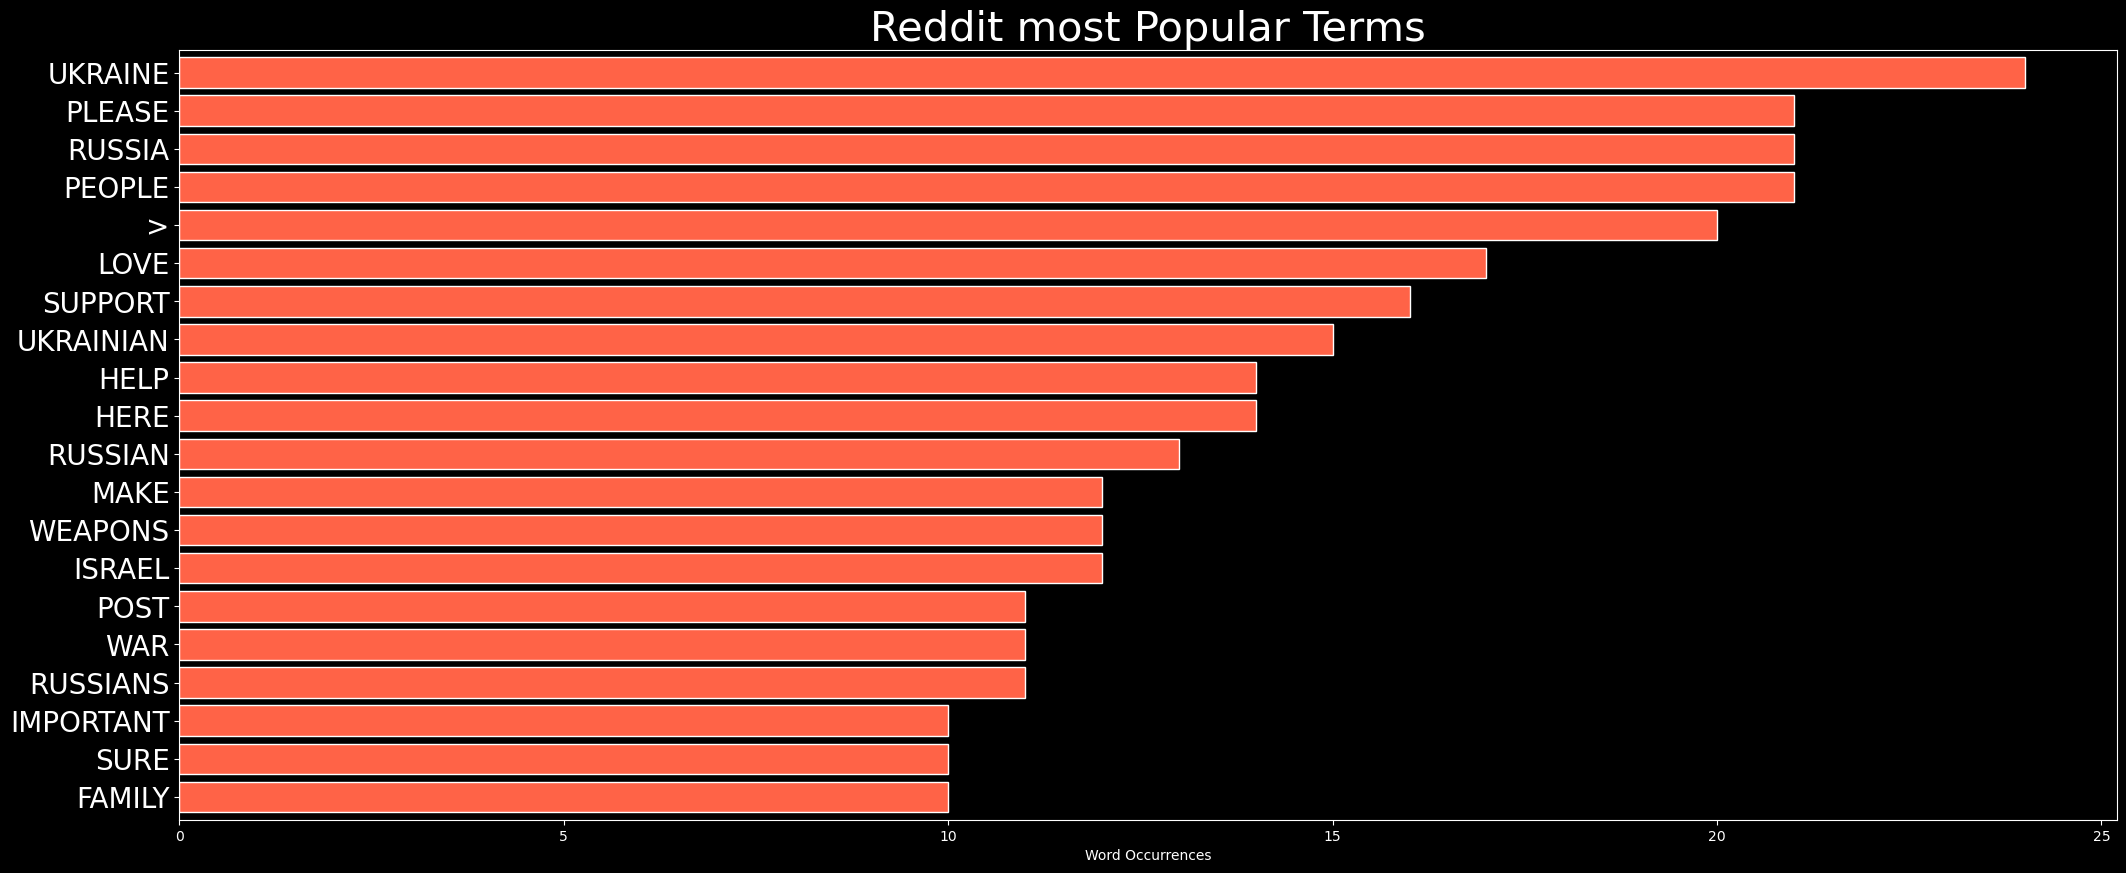 Reddit most Popular Terms
UKRAINE
PLEASE
RUSSIA
PEOPLE
>
LOVE
SUPPORT
UKRAINIAN
HELP
HERE
RUSSIAN
MAKE
WEAPONS
ISRAEL
POST
WAR
RUSSIANS
IMPORTANT
SURE
FAMILY
0 5 10 15 20 25
Word Occurrences